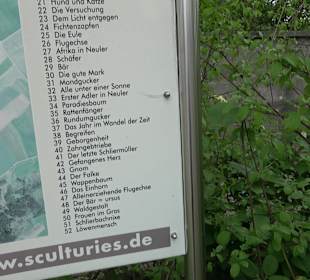 21 Hund und Katze
22 Die Versuchung
23 Dem Licht entgegen
24 Fichtenzapfen
25 Die Eule
26 Flugechse
27 Afrika in Neuler
28 Schäfer
29 Bär
30 Die gute Mark
31 Mondgucker
32 Alle unter einer Sonne
33 Erster Adler in Neuler
34 Paradiesbaum
35 Rattenfänger
36 Rundumgucker
37 Das Jahr im Wandel der Zeit
38 Begreifen
39 Geborgenheit
40 Zahngetriebe
41 Der letzte Schliermüller
42 Gefangenes Herz
43 Gnom
44 Der Falke
45 Wappenbaum
46 Das Einhorn
47 Alleinerziehende Flugechse
48 Der Bär = ursus
49 Waldgestalt
50 Frauen im Gras
51 Schlierbachnixe
52 Löwenmensch
w.sculturies.de